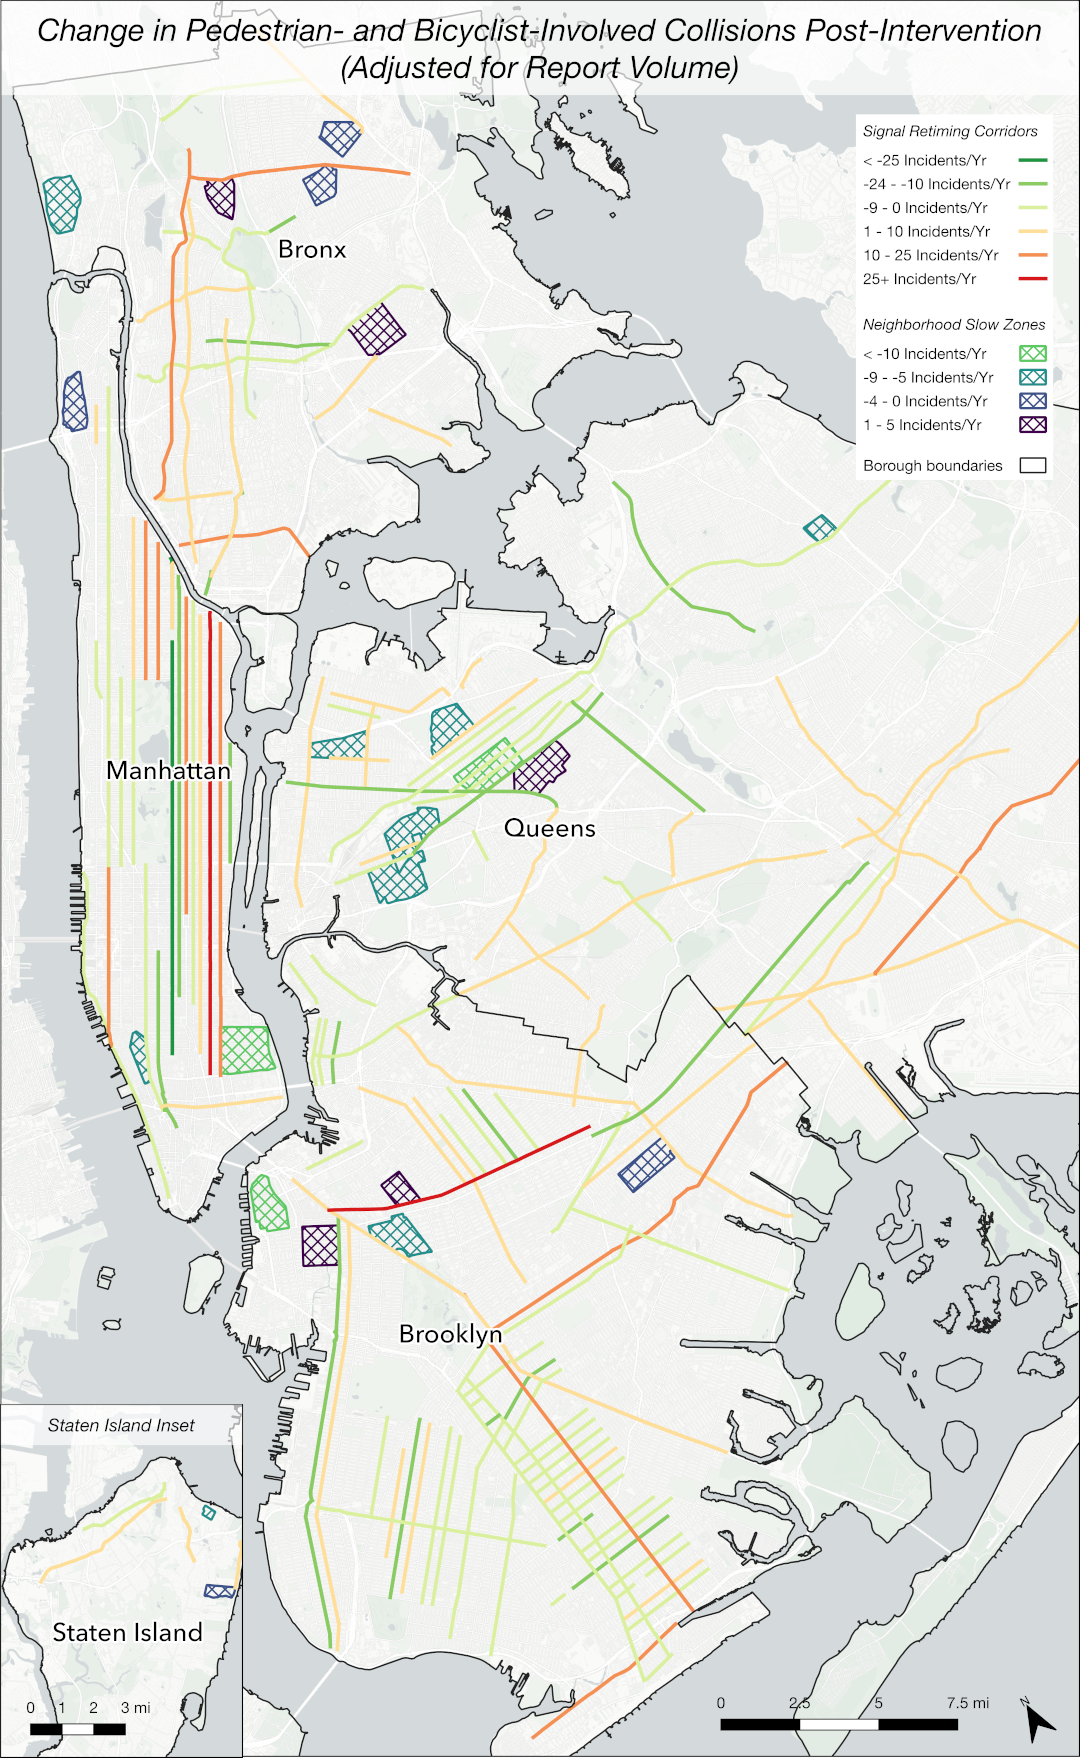 Change in Pedestrian- and Bicyclist-Involved Collisions Post-Intervention
(Adjusted for Report Volume)
Signal Retiming Corridors
< -25 Incidents/Yr
-24 - -10 Incidents/Yr
-9 - 0 Incidents/Yr
1 - 10 Incidents/Yr
10 - 25 Incidents/Yr
25+ Incidents/Yr
Neighborhood Slow Zones
< -10 Incidents/Yr
-9 - -5 Incidents/Yr
-4 - 0 Incidents/Yr
1 - 5 Incidents/Yr
Borough boundaries
Bronx
Manhattan
Queens
Brooklyn
Staten Island Inset
Staten Island
0 1 2 3 mi
0 2.5 5 7.5 mi
N